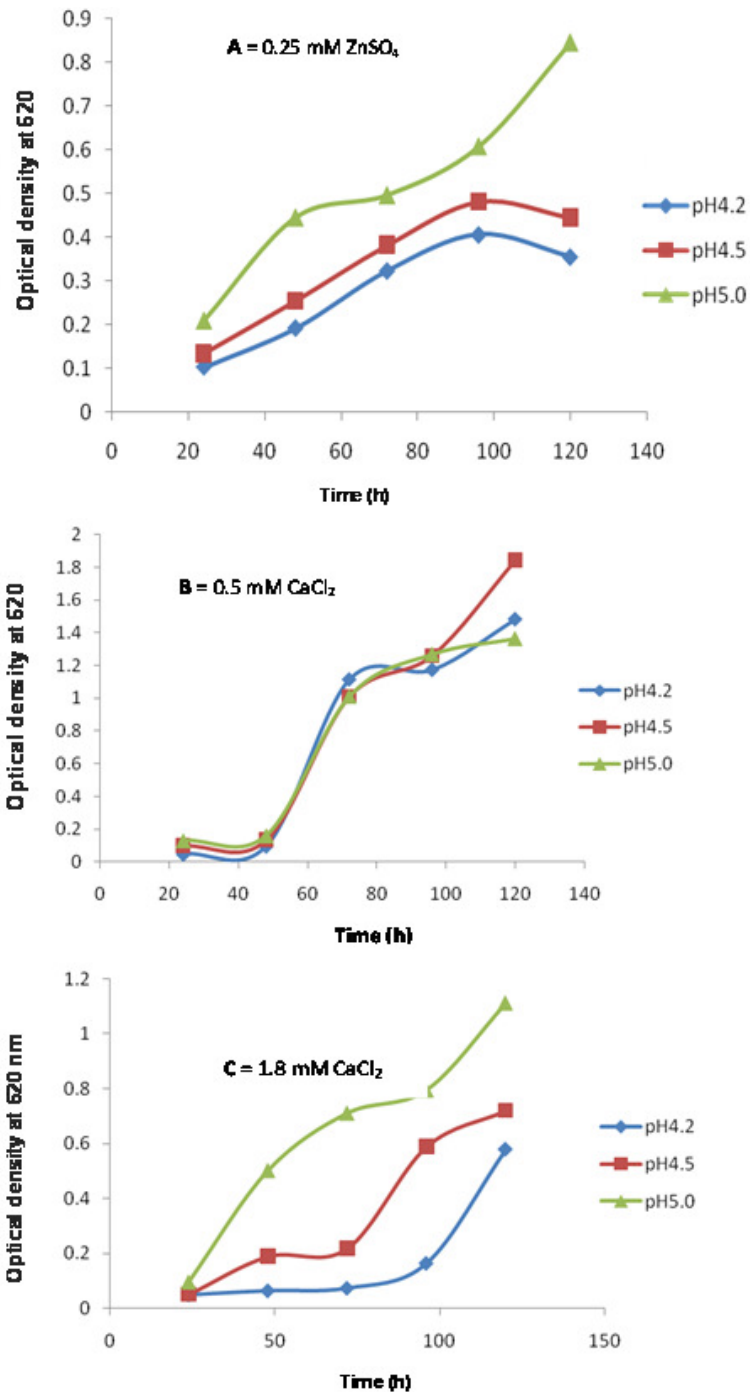 A = 0.25 mM ZnSO₄
Optical density at 620
0.9
0.8
0.7
0.6
0.5
0.4
0.3
0.2
0.1
0
0 20 40 60 80 100 120 140
Time (h)
pH4.2
pH4.5
pH5.0
B = 0.5 mM CaCl₂
Optical density at 620
2
1.8
1.6
1.4
1.2
1
0.8
0.6
0.4
0.2
0
0 20 40 60 80 100 120 140
Time (h)
pH4.2
pH4.5
pH5.0
C = 1.8 mM CaCl₂
Optical density at 620 nm
1.2
1
0.8
0.6
0.4
0.2
0
0 50 100 150
Time (h)
pH4.2
pH4.5
pH5.0